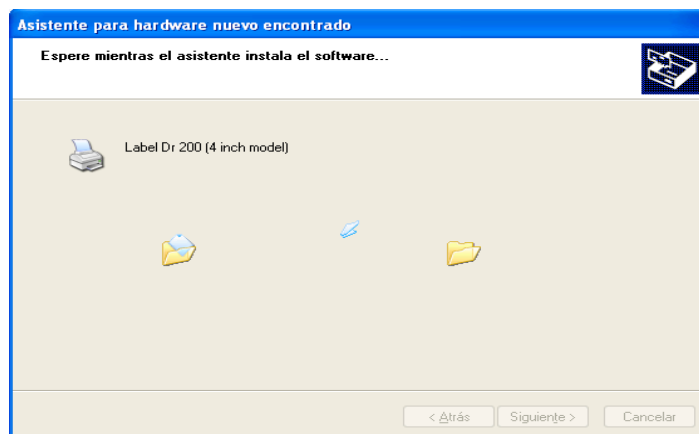 Asistente para hardware nuevo encontrado
Espere mientras el asistente instala el software...
Label Dr 200 (4 inch model)
< Atrás Siguiente > Cancelar